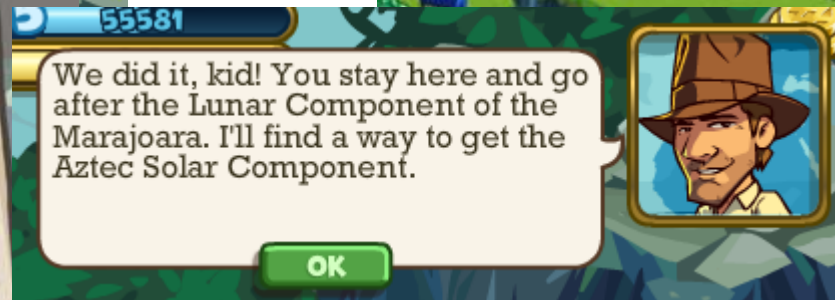 55581
We did it, kid! You stay here and go
after the Lunar Component of the
Marajoara. I'll find a way to get the
Aztec Solar Component.
OK